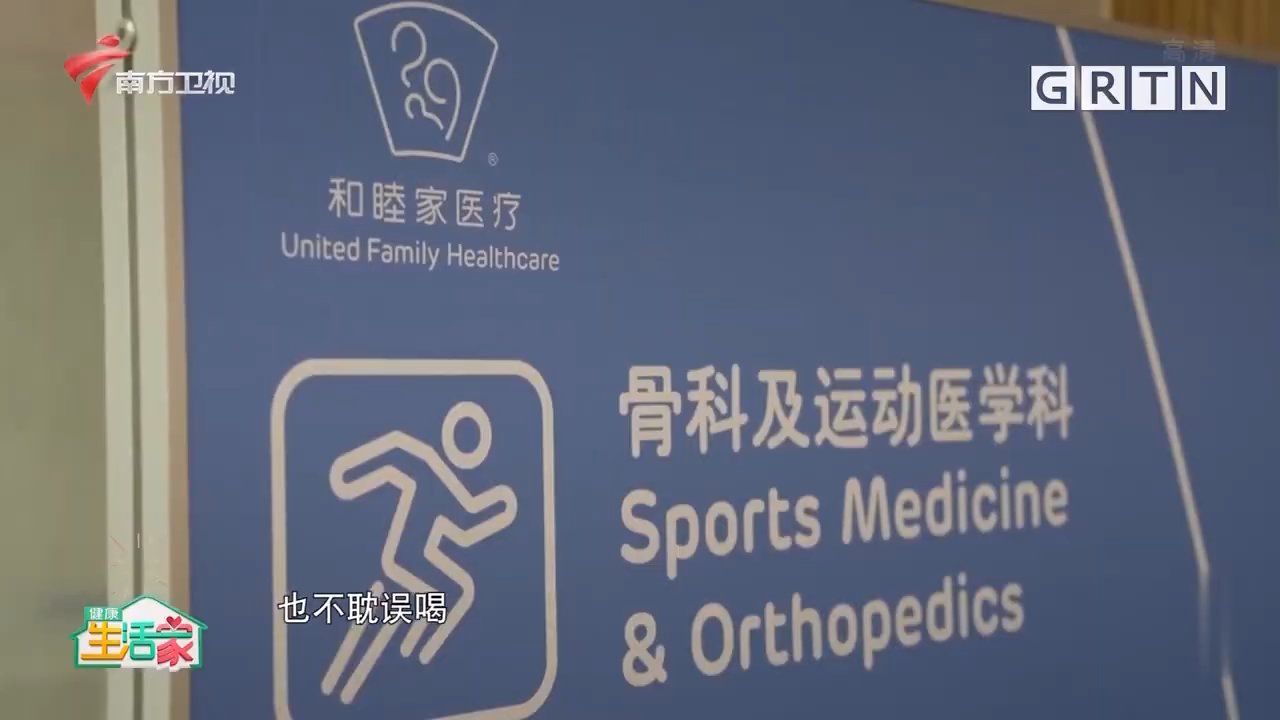 南方卫视
高清
GRTN
和睦家医疗
United Family Healthcare
骨科及运动医学科
Sports Medicine
& Orthopedics
也不耽误喝
健康
生活家